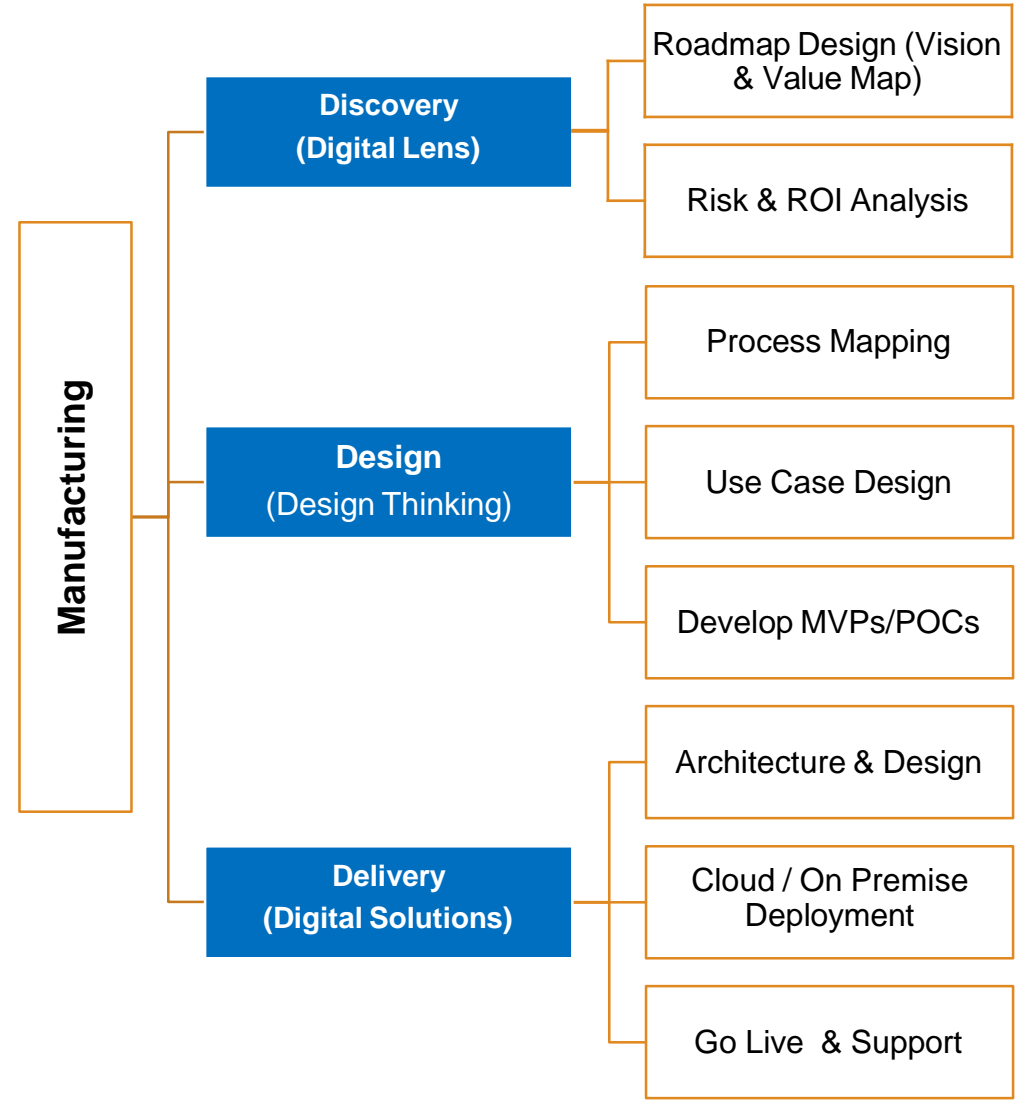 Manufacturing
Discovery
(Digital Lens)
Roadmap Design (Vision
& Value Map)
Risk & ROI Analysis
Design
(Design Thinking)
Process Mapping
Use Case Design
Develop MVPs/POCs
Delivery
(Digital Solutions)
Architecture & Design
Cloud / On Premise
Deployment
Go Live  & Support